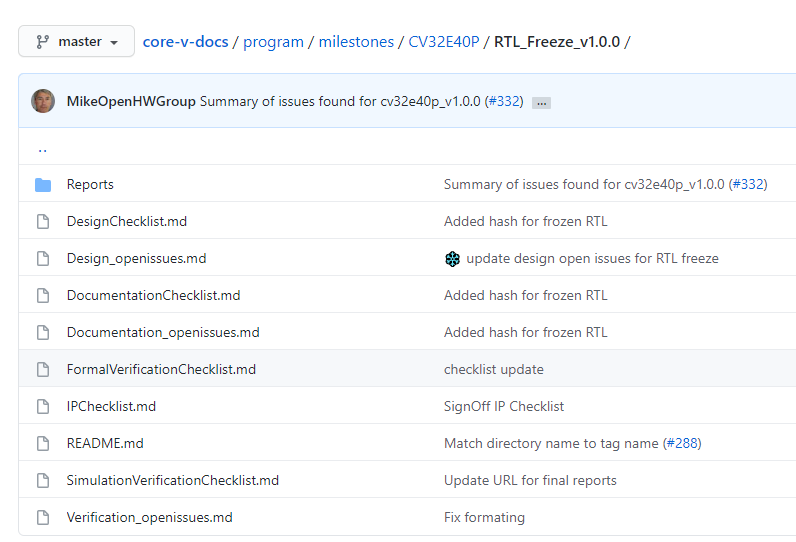 master core-v-docs / program / milestones / CV32E40P / RTL_Freeze_v1.0.0 /
MikeOpenHWGroup Summary of issues found for cv32e40p_v1.0.0 (#332) ...
..
Reports Summary of issues found for cv32e40p_v1.0.0 (#332)
DesignChecklist.md Added hash for frozen RTL
Design_openissues.md update design open issues for RTL freeze
DocumentationChecklist.md Added hash for frozen RTL
Documentation_openissues.md Added hash for frozen RTL
FormalVerificationChecklist.md checklist update
IPChecklist.md SignOff IP Checklist
README.md Match directory name to tag name (#288)
SimulationVerificationChecklist.md Update URL for final reports
Verification_openissues.md Fix formating